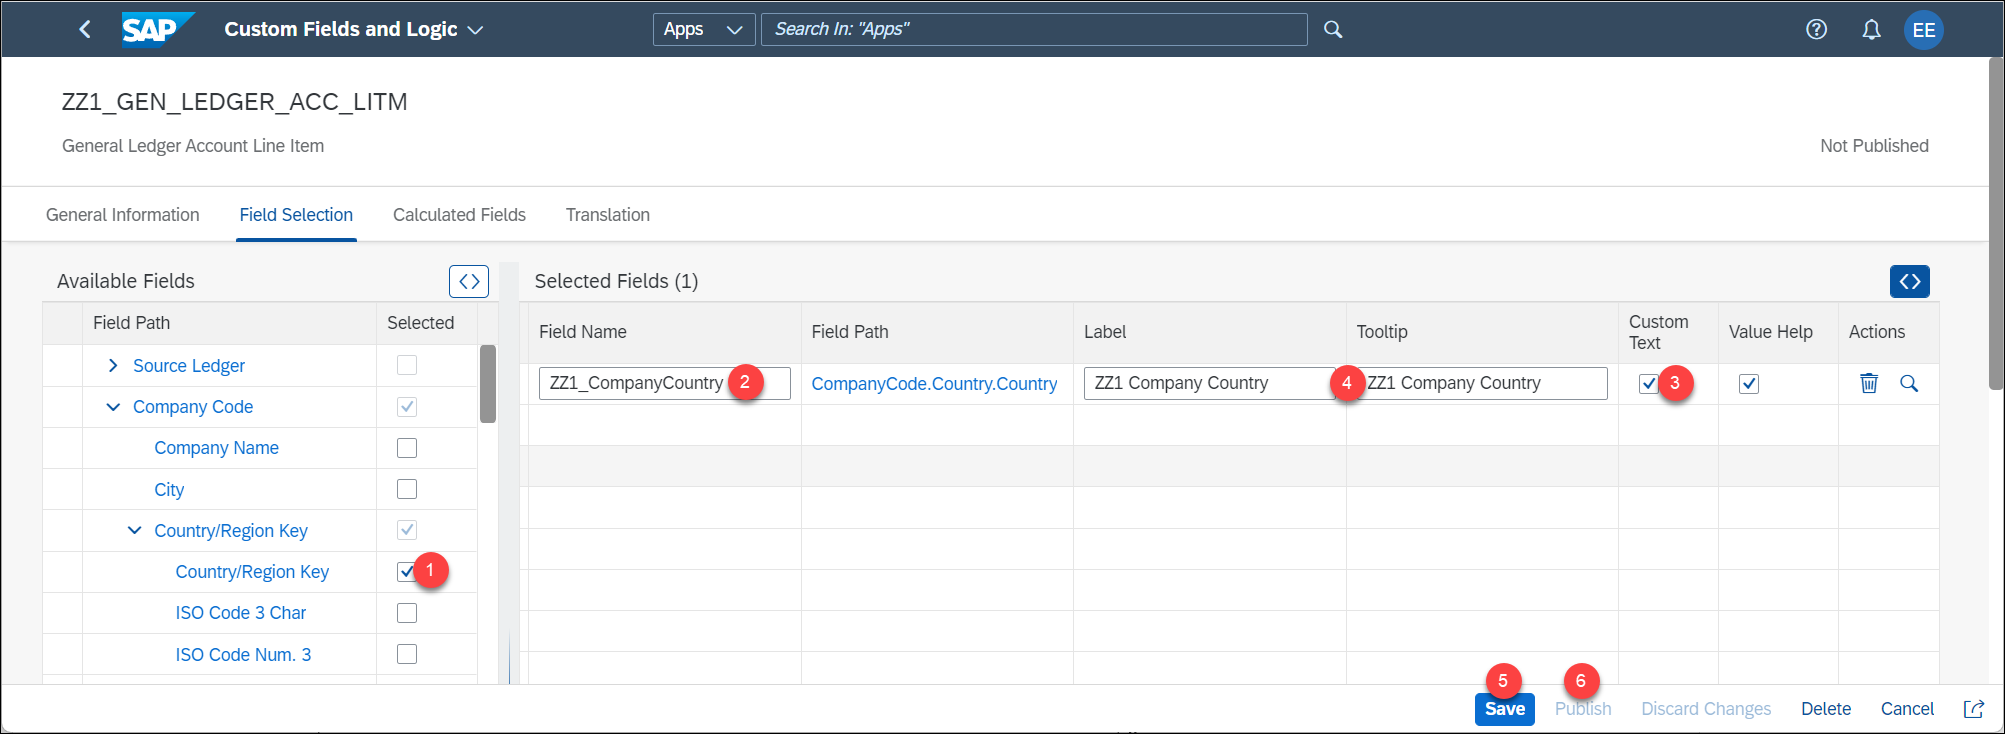 SAP Custom Fields and Logic Apps Search In: "Apps" EE
ZZ1_GEN_LEDGER_ACC_LITM
General Ledger Account Line Item Not Published
General Information Field Selection Calculated Fields Translation
Available Fields
Field Path Selected
Source Ledger
Company Code
Company Name
City
Country/Region Key
Country/Region Key 1
ISO Code 3 Char
ISO Code Num. 3
Selected Fields (1)
Field Name Field Path Label Tooltip Custom Text Value Help Actions
ZZ1_CompanyCountry 2 CompanyCode.Country.Country ZZ1 Company Country 4 ZZ1 Company Country 3
5 6
Save Publish Discard Changes Delete Cancel